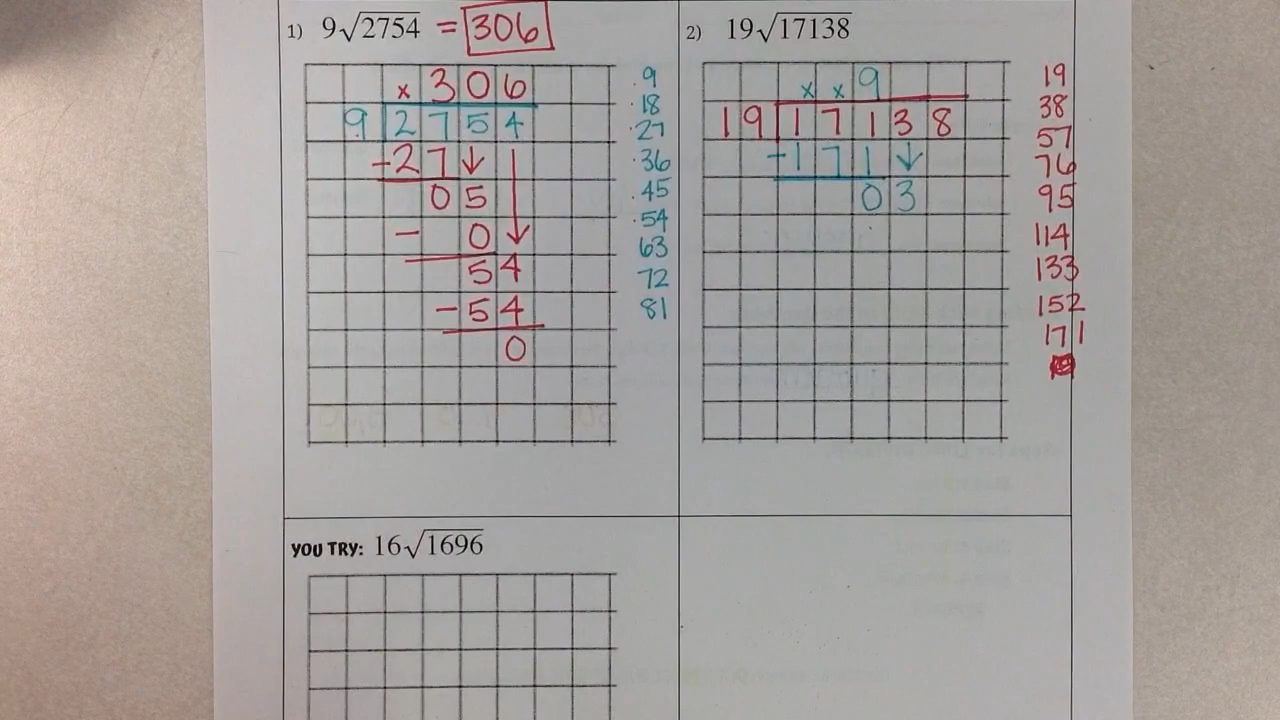 1) 9√2754 = 306
x 3 0 6
9 2 7 5 4
-2 7 ↓
0 5
- 0 ↓
5 4
-5 4
0
.9
.18
.27
.36
.45
.54
63
72
81
2) 19√17138
x x 9
1 9 1 7 1 3 8
-1 7 1 ↓
0 3
19
38
57
76
95
114
133
152
171
YOU TRY: 16√1696